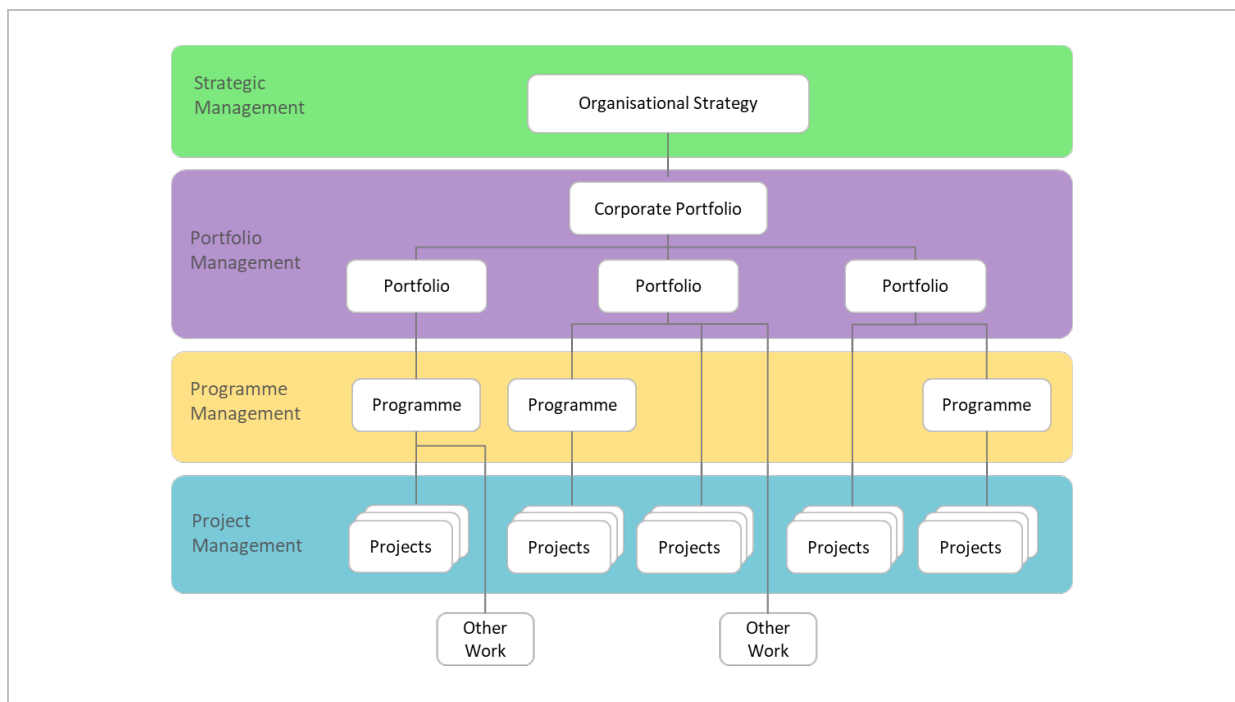 Strategic
Management
Organisational Strategy
Corporate Portfolio
Portfolio
Management
Portfolio
Portfolio
Portfolio
Programme
Management
Programme
Programme
Programme
Project
Management
Projects
Projects
Projects
Projects
Projects
Other
Work
Other
Work